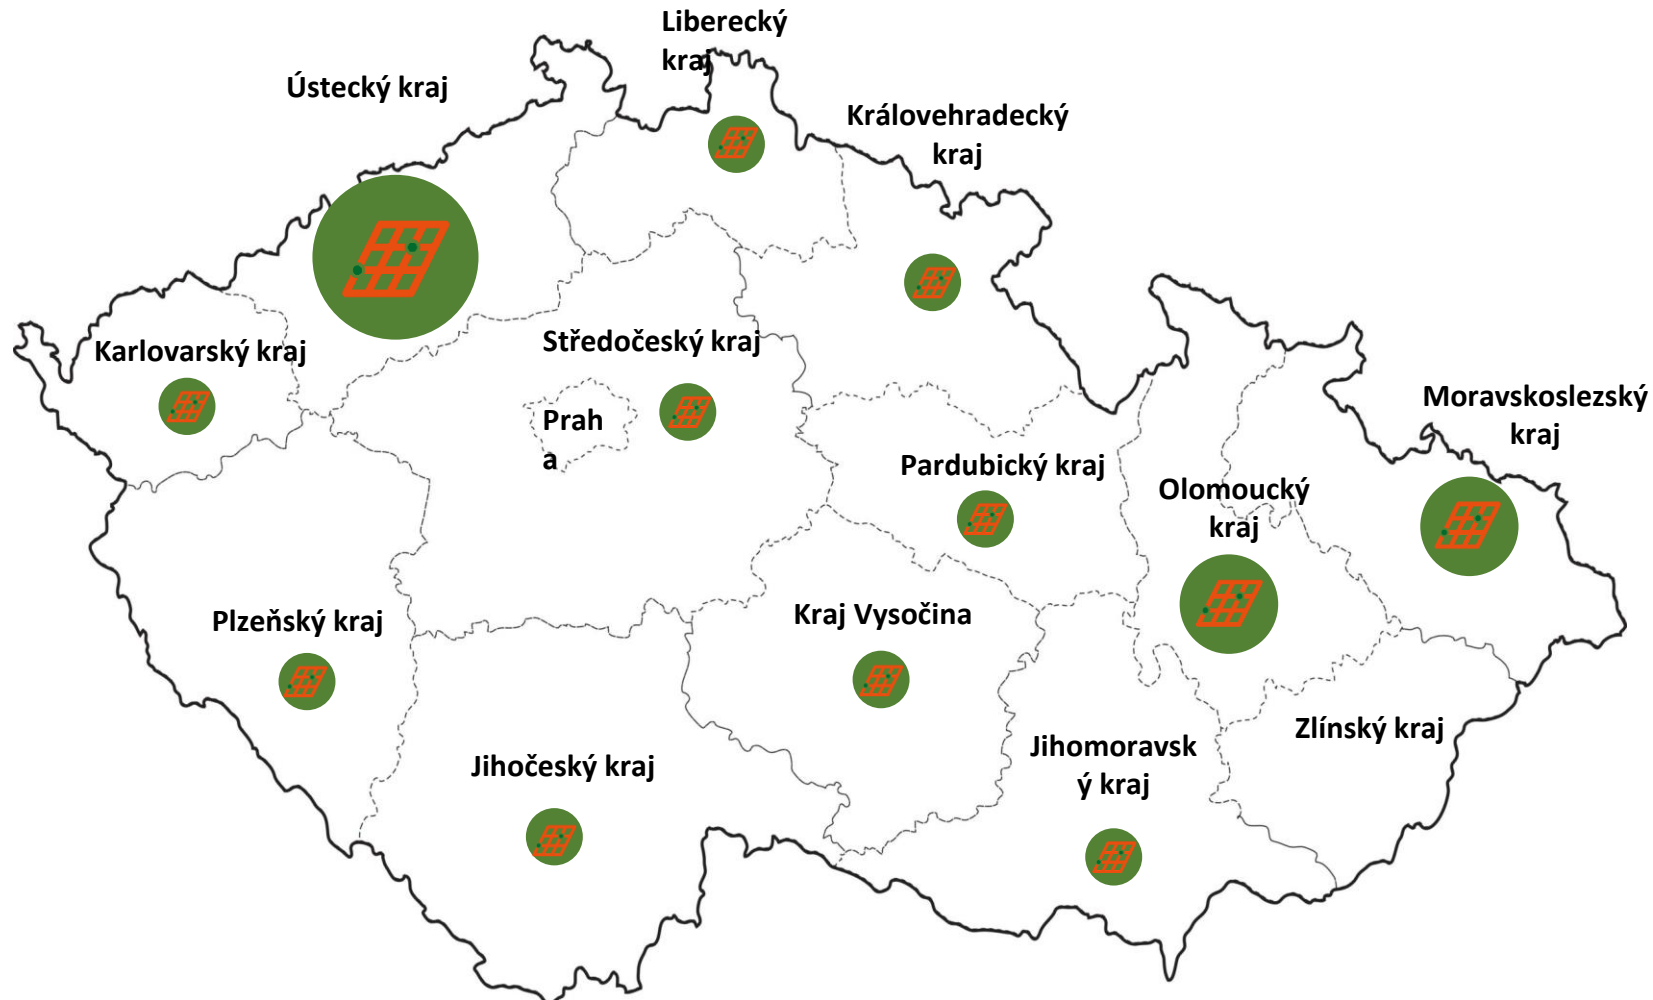 Liberecký
kraj
Ústecký kraj
Královehradecký
kraj
Karlovarský kraj
Středočeský kraj
Prah
a
Moravskoslezský
kraj
Pardubický kraj
Olomoucký
kraj
Plzeňský kraj
Kraj Vysočina
Jihočeský kraj
Jihomoravsk
ý kraj
Zlínský kraj